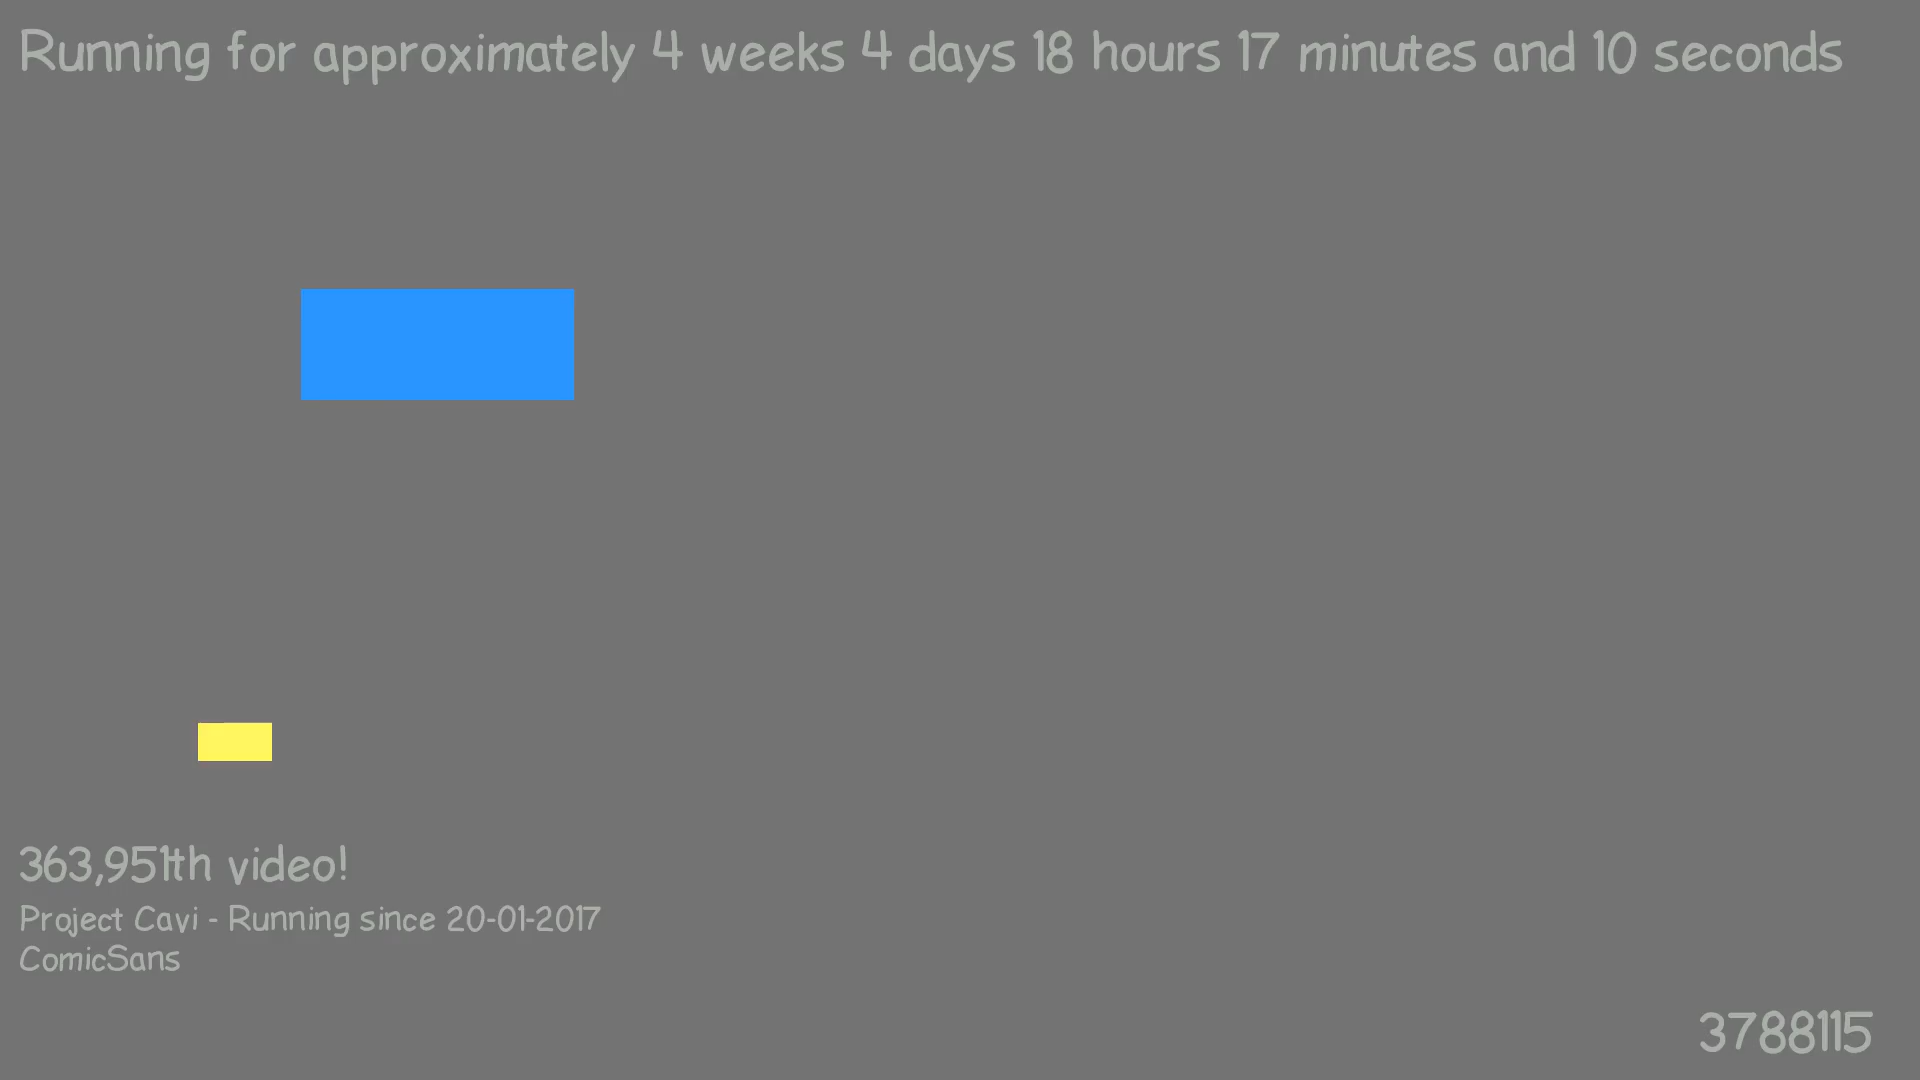 Running for approximately 4 weeks 4 days 18 hours 17 minutes and 10 seconds
363,951th video!
Project Cavi - Running since 20-01-2017
ComicSans
3788115